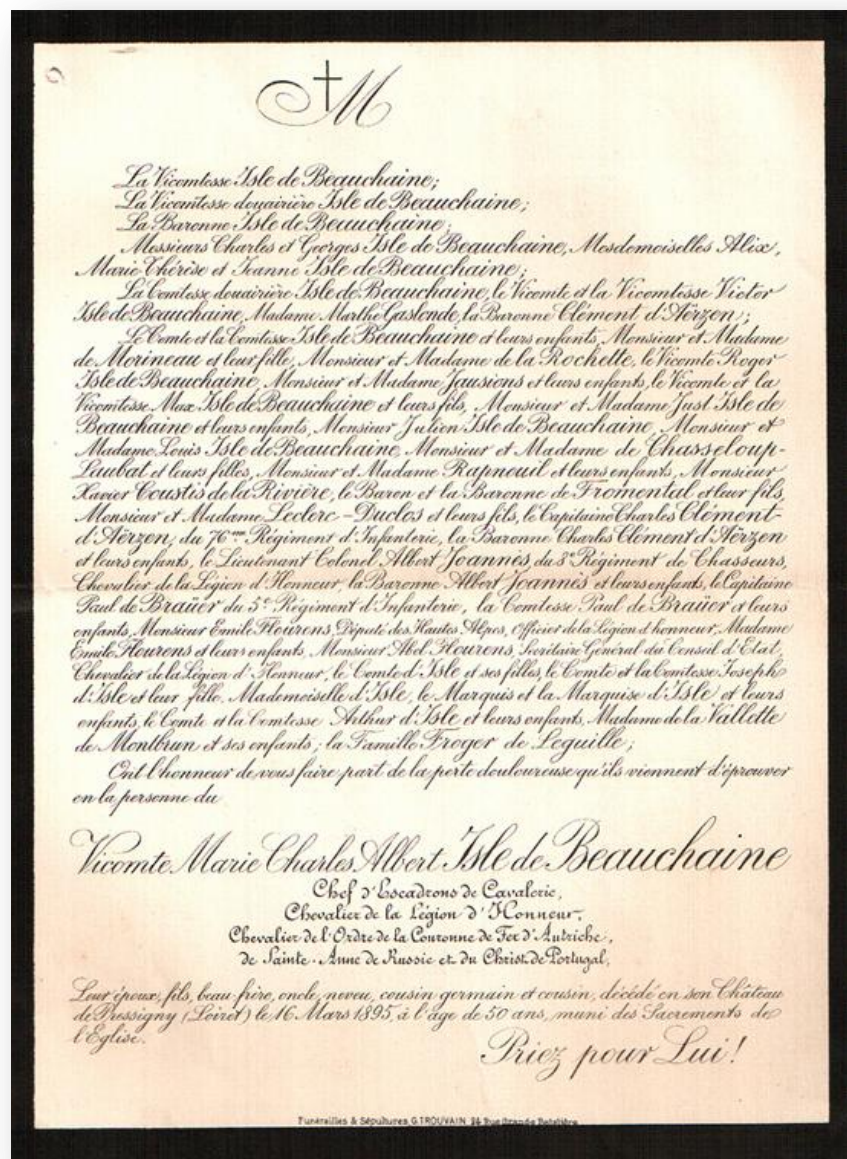 M
La Vicomtesse Isle de Beauchaine;
La Vicomtesse douairière Isle de Beauchaine;
La Baronne Isle de Beauchaine;
Messieurs Charles et Georges Isle de Beauchaine, Mesdemoiselles Alix,
Marie Thérèse et Jeanne Isle de Beauchaine;
La Comtesse douairière Isle de Beauchaine, le Vicomte et la Vicomtesse Victor
Isle de Beauchaine, Madame Marthe Gaslonde, la Baronne Clément d'Aërzen;
Le Comte et la Comtesse Isle de Beauchaine et leurs enfants, Monsieur et Madame
de Morineau et leur fille, Monsieur et Madame de la Rochette, le Vicomte Roger
Isle de Beauchaine, Monsieur et Madame Jausions et leurs enfants, le Vicomte et la
Vicomtesse Max Isle de Beauchaine et leurs fils, Monsieur et Madame Just Isle de
Beauchaine et leurs enfants, Monsieur Julien Isle de Beauchaine, Monsieur et
Madame Louis Isle de Beauchaine, Monsieur et Madame de Chasseloup-
Laubat et leurs filles, Monsieur et Madame Rapneuil et leurs enfants, Monsieur
Xavier Coustis de la Rivière, le Baron et la Baronne de Fromental et leur fils,
Monsieur et Madame Leclerc-Duclos et leurs fils, le Capitaine Charles Clément-
d'Aërzen, du 76me Régiment d'Infanterie, la Baronne Charles Clément d'Aërzen
et leurs enfants, le Lieutenant Colonel Albert Joannès, du 8e Régiment de Chasseurs,
Chevalier de la Légion d'Honneur, la Baronne Albert Joannès et leurs enfants, le Capitaine
Paul de Braüer du 5e Régiment d'Infanterie, la Comtesse Paul de Braüer et leurs
enfants, Monsieur Emile Flourens, Député des Hautes Alpes, Officier de la Légion d'honneur, Madame
Emile Flourens et leurs enfants, Monsieur Abel Flourens, Secrétaire Général du Conseil d'Etat,
Chevalier de la Légion d'Honneur, le Comte d'Isle et ses filles, le Comte et la Comtesse Joseph
d'Isle et leur fille, Mademoiselle d'Isle, le Marquis et la Marquise d'Isle et leurs
enfants, le Comte et la Comtesse Arthur d'Isle et leurs enfants, Madame de la Vallette
de Montbrun et ses enfants; la Famille Froger de Leguille;
Ont l'honneur de vous faire part de la perte douloureuse qu'ils viennent d'éprouver
en la personne du
Vicomte Marie Charles Albert Isle de Beauchaine
Chef d'Escadrons de Cavalerie,
Chevalier de la Légion d'Honneur,
Chevalier de l'Ordre de la Couronne de Fer d'Autriche,
de Sainte-Anne de Russie et du Christ de Portugal,
Leur époux, fils, beau-frère, oncle, neveu, cousin germain et cousin, décédé en son Château
de Pressigny (Loiret) le 16 Mars 1895, à l'âge de 50 ans, muni des Sacrements de
l'Eglise.
Priez pour Lui!
Funérailles & Sépultures, G. TROUVAIN, 24 Rue Grande Batelière